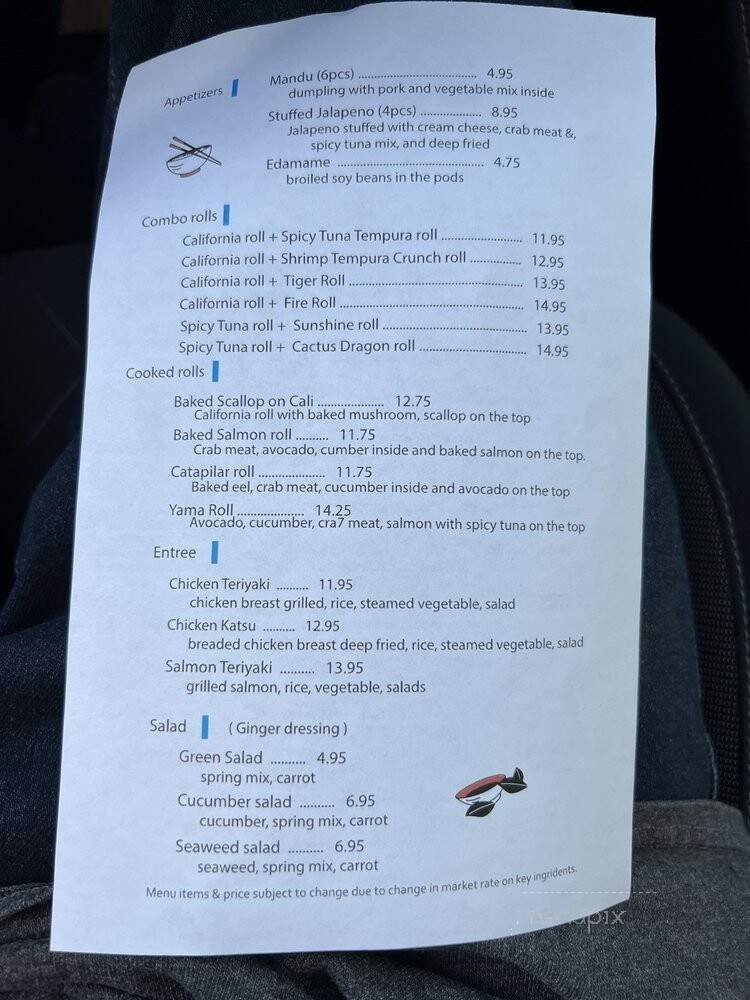 Appetizers
Mandu (6pcs) .................................... 4.95
dumpling with pork and vegetable mix inside
Stuffed Jalapeno (4pcs) ................... 8.95
Jalapeno stuffed with cream cheese, crab meat &,
spicy tuna mix, and deep fried
Edamame ............................................. 4.75
broiled soy beans in the pods
Combo rolls
California roll + Spicy Tuna Tempura roll ......................... 11.95
California roll + Shrimp Tempura Crunch roll ................ 12.95
California roll + Tiger Roll ...................................................... 13.95
California roll + Fire Roll ......................................................... 14.95
Spicy Tuna roll + Sunshine roll ............................................ 13.95
Spicy Tuna roll + Cactus Dragon roll ................................. 14.95
Cooked rolls
Baked Scallop on Cali .................... 12.75
California roll with baked mushroom, scallop on the top
Baked Salmon roll .......... 11.75
Crab meat, avocado, cumber inside and baked salmon on the top.
Catapilar roll .................... 11.75
Baked eel, crab meat, cucumber inside and avocado on the top
Yama Roll .................... 14.25
Avocado, cucumber, cra7 meat, salmon with spicy tuna on the top
Entree
Chicken Teriyaki .......... 11.95
chicken breast grilled, rice, steamed vegetable, salad
Chicken Katsu .......... 12.95
breaded chicken breast deep fried, rice, steamed vegetable, salad
Salmon Teriyaki .......... 13.95
grilled salmon, rice, vegetable, salads
Salad ( Ginger dressing )
Green Salad .......... 4.95
spring mix, carrot
Cucumber salad .......... 6.95
cucumber, spring mix, carrot
Seaweed salad .......... 6.95
seaweed, spring mix, carrot
Menu items & price subject to change due to change in market rate on key ingridents.